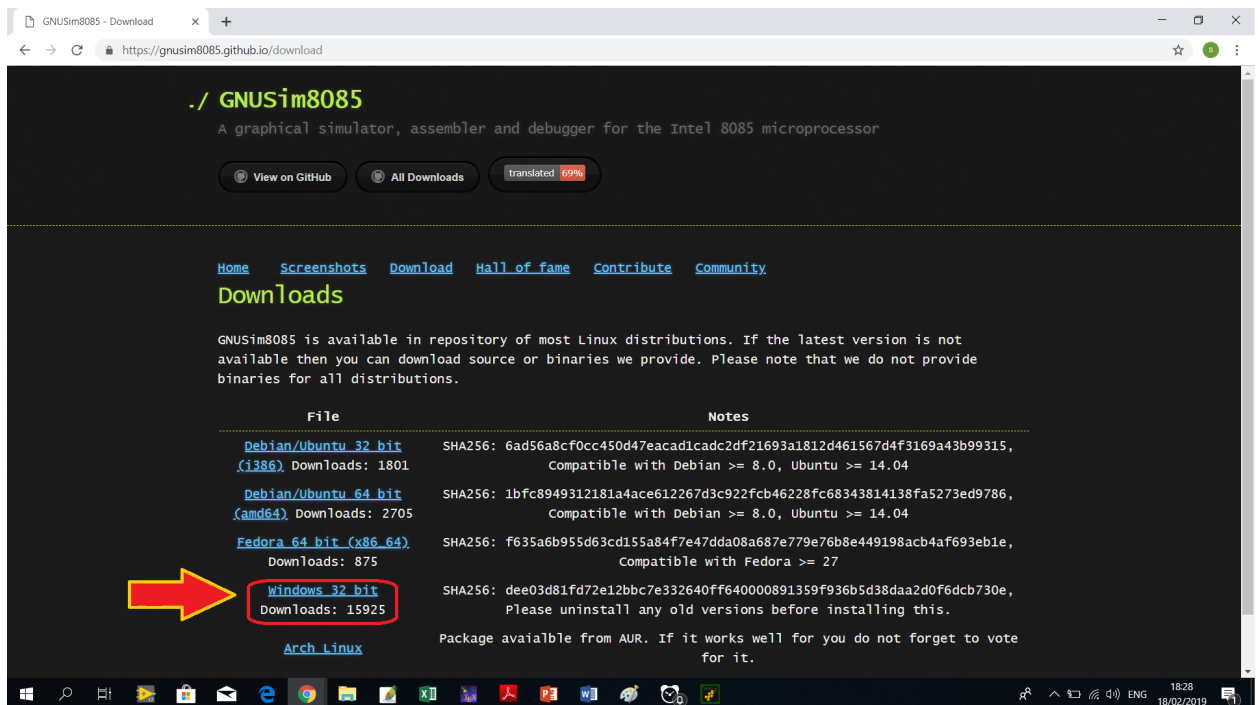 GNUSim8085 - Download
https://gnusim8085.github.io/download
s
./ GNUSim8085
A graphical simulator, assembler and debugger for the Intel 8085 microprocessor
View on GitHub All Downloads translated 69%
Home Screenshots Download Hall of fame Contribute Community
Downloads
GNUSim8085 is available in repository of most Linux distributions. If the latest version is not
available then you can download source or binaries we provide. Please note that we do not provide
binaries for all distributions.
File Notes
Debian/Ubuntu 32 bit SHA256: 6ad56a8cf0cc450d47eacad1cadc2df21693a1812d461567d4f3169a43b99315,
(i386) Downloads: 1801 Compatible with Debian >= 8.0, Ubuntu >= 14.04
Debian/Ubuntu 64 bit SHA256: 1bfc8949312181a4ace612267d3c922fcb46228fc68343814138fa5273ed9786,
(amd64) Downloads: 2705 Compatible with Debian >= 8.0, Ubuntu >= 14.04
Fedora 64 bit (x86_64) SHA256: f635a6b955d63cd155a84f7e47dda08a687e779e76b8e449198acb4af693eb1e,
Downloads: 875 Compatible with Fedora >= 27
Windows 32 bit SHA256: dee03d81fd72e12bbc7e332640ff640000891359f936b5d38daa2d0f6dcb730e,
Downloads: 15925 Please uninstall any old versions before installing this.
Arch Linux Package avaialble from AUR. If it works well for you do not forget to vote
for it.
ENG 18:28
18/02/2019